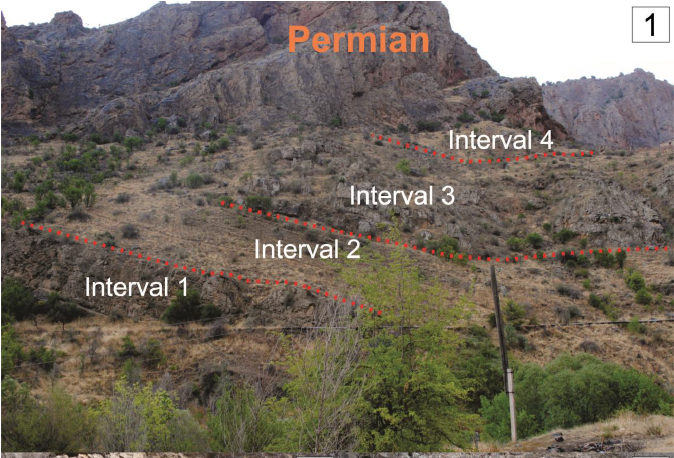 Permian
1
Interval 4
Interval 3
Interval 2
Interval 1